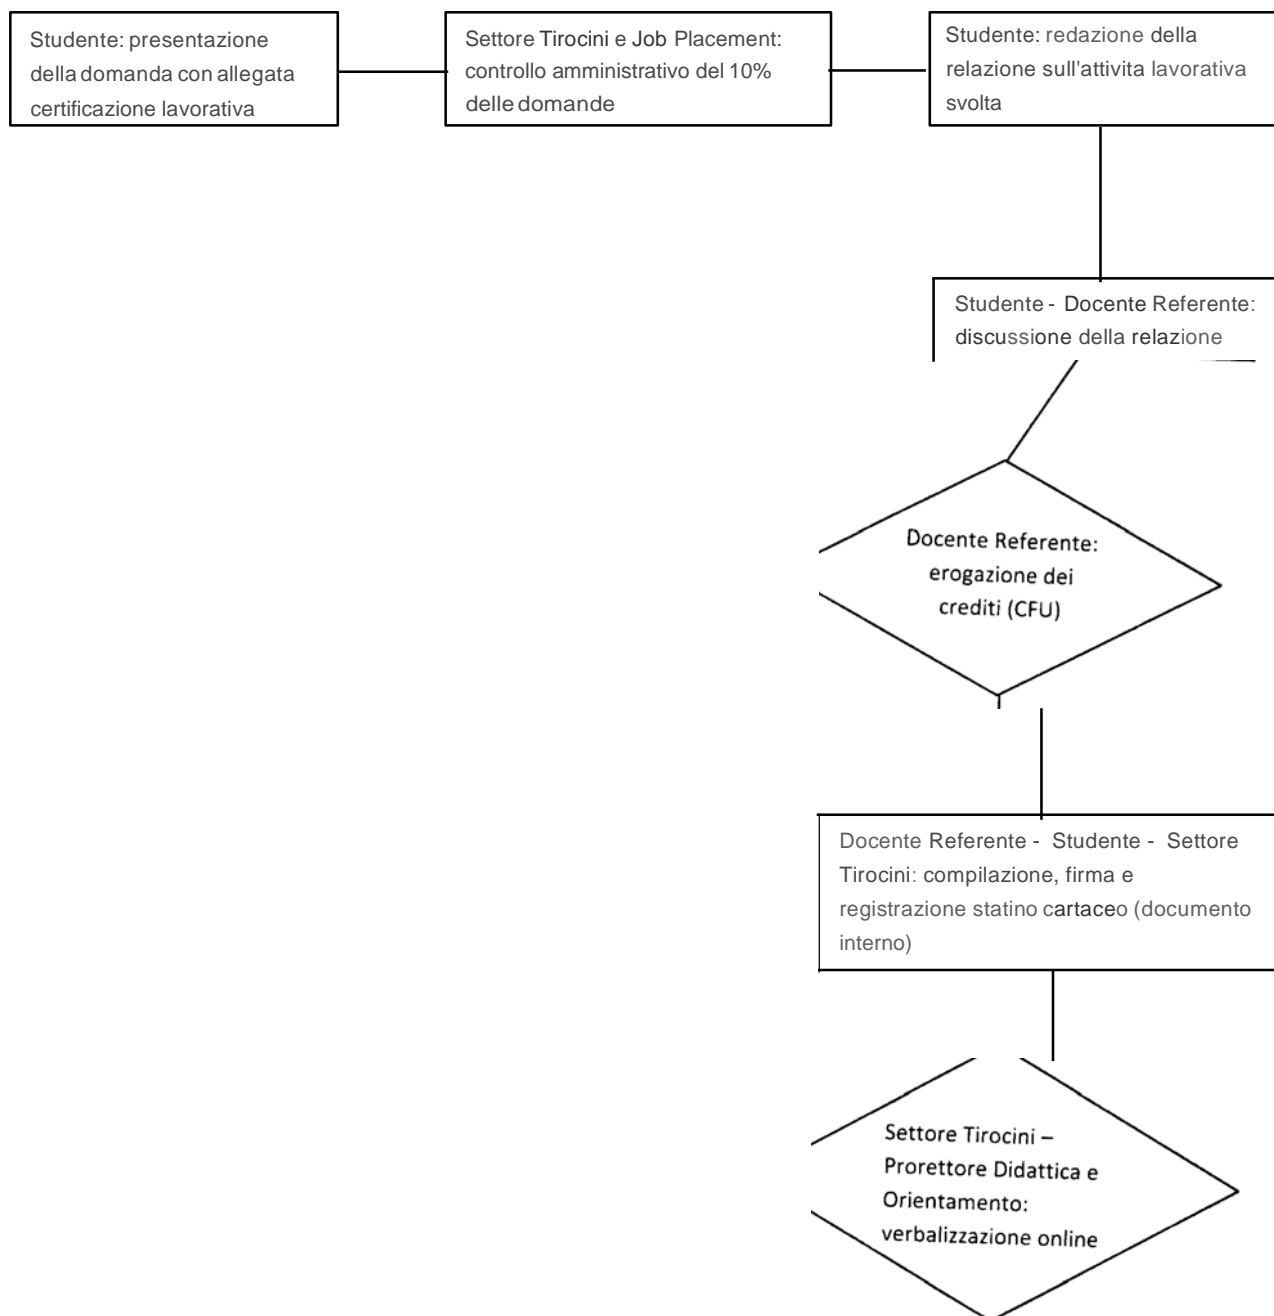 Studente: presentazione
della domanda con allegata
certificazione lavorativa
Settore Tirocini e Job Placement:
controllo amministrativo del 10%
delle domande
Studente: redazione della
relazione sull'attivita lavorativa
svolta
Studente - Docente Referente:
discussione della relazione
Docente Referente:
erogazione dei
crediti (CFU)
Docente Referente - Studente - Settore
Tirocini: compilazione, firma e
registrazione statino cartaceo (documento
interno)
Settore Tirocini –
Prorettore Didattica e
Orientamento:
verbalizzazione online